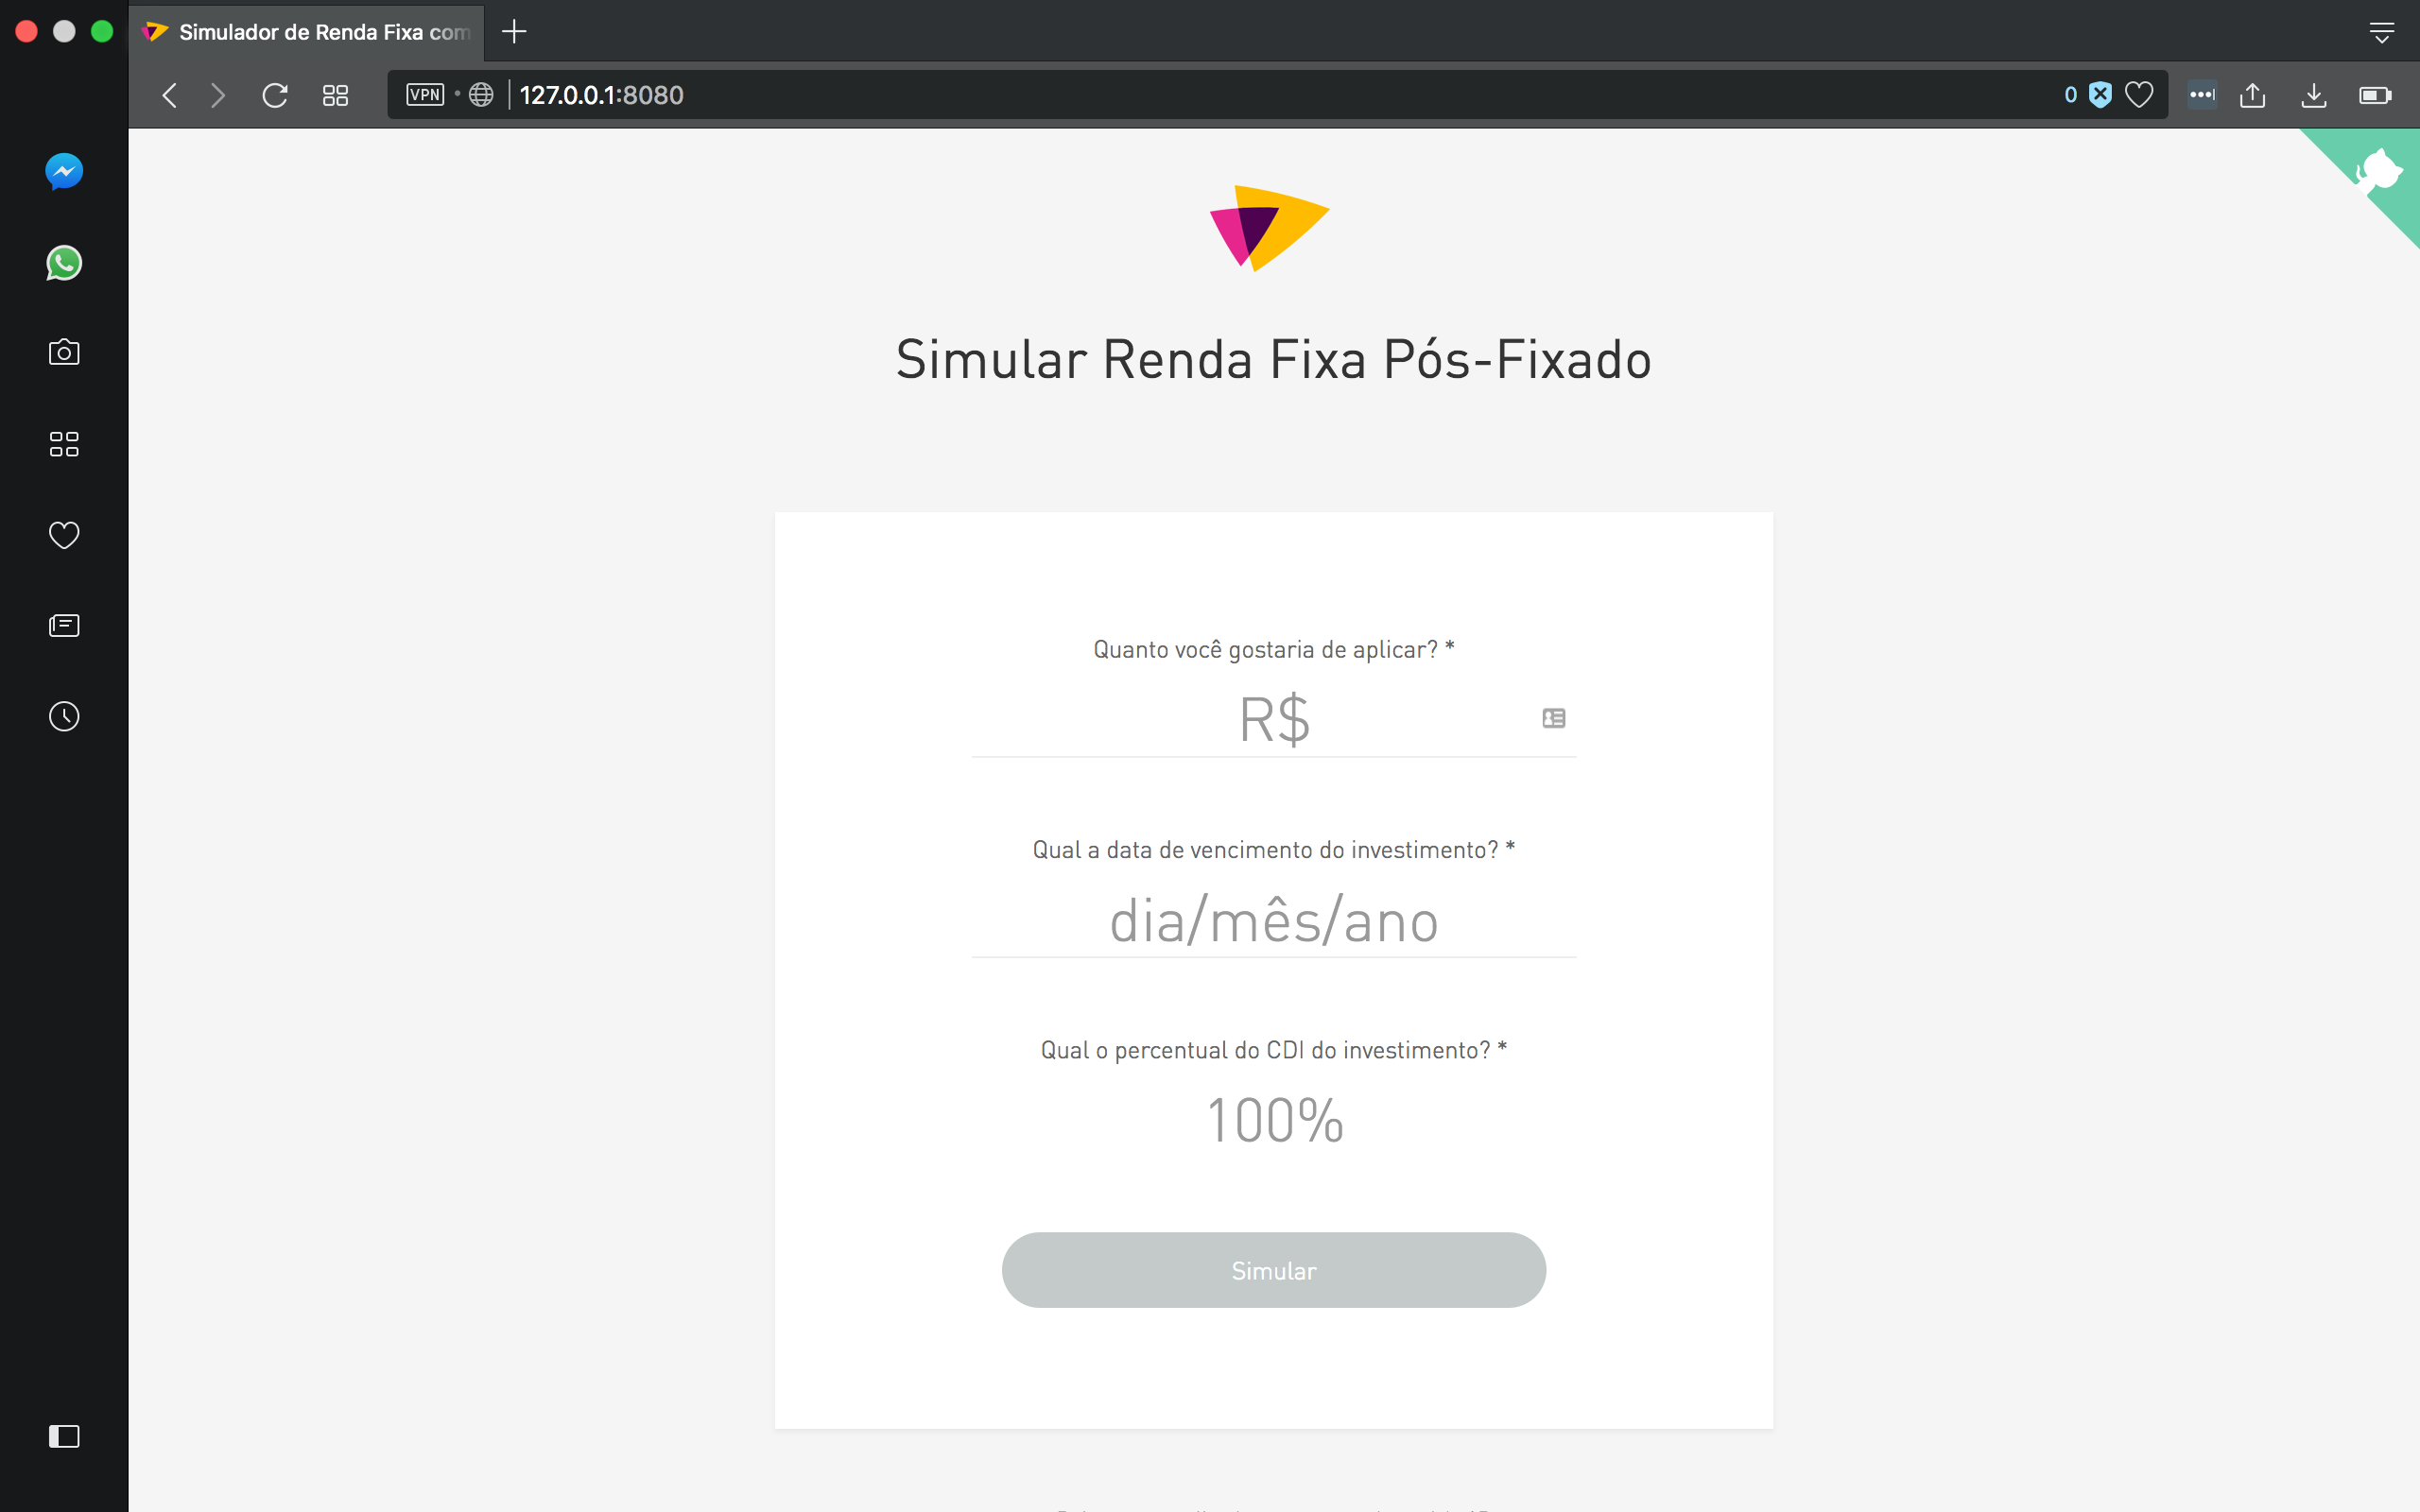 Simulador de Renda Fixa com
VPN
127.0.0.1:8080
0
Simular Renda Fixa Pós-Fixado
Quanto você gostaria de aplicar? *
R$
Qual a data de vencimento do investimento? *
dia/mês/ano
Qual o percentual do CDI do investimento? *
100%
Simular